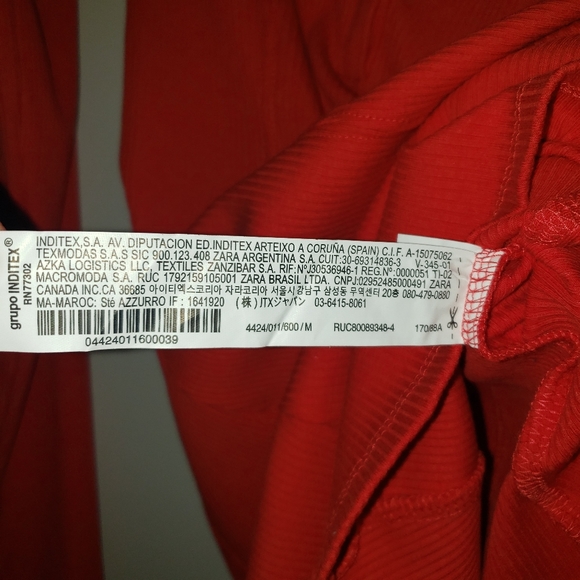 grupo INDITEX®
RN77302
INDITEX,S.A. AV. DIPUTACION ED.INDITEX ARTEIXO A CORUÑA (SPAIN) C.I.F. A-15075062
TEXMODAS S.A.S SIC 900.123.408 ZARA ARGENTINA S.A. CUIT:30-69314836-3 V-345-01
AZKA LOGISTICS LLC, TEXTILES ZANZIBAR S.A. RIF:NºJ30536946-1 REG.Nº:0000051 TI-02
MACROMODA S.A. RUC 1792159105001 ZARA BRASIL LTDA. CNPJ:02952485000491 ZARA
CANADA INC.CA 36685 아이티엑스코리아 자라코리아 서울시강남구 삼성동 무역센터 20층 080-479-0880
MA-MAROC: Sté AZZURRO IF : 1641920 (株) ITXジャパン 03-6415-8061
4424/011/600/M RUC80089348-4 170/88A
04424011600039